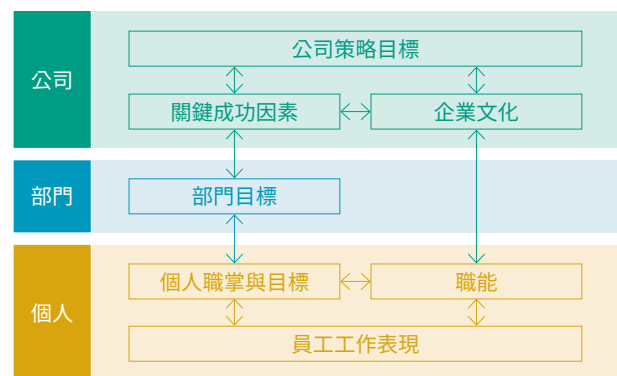 公司
公司策略目標
關鍵成功因素
企業文化
部門
部門目標
個人
個人職掌與目標
職能
員工工作表現